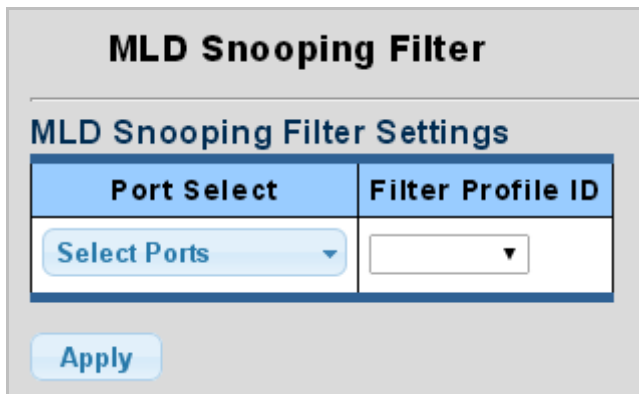 MLD Snooping Filter
MLD Snooping Filter Settings
Port Select Filter Profile ID
Select Ports
Apply